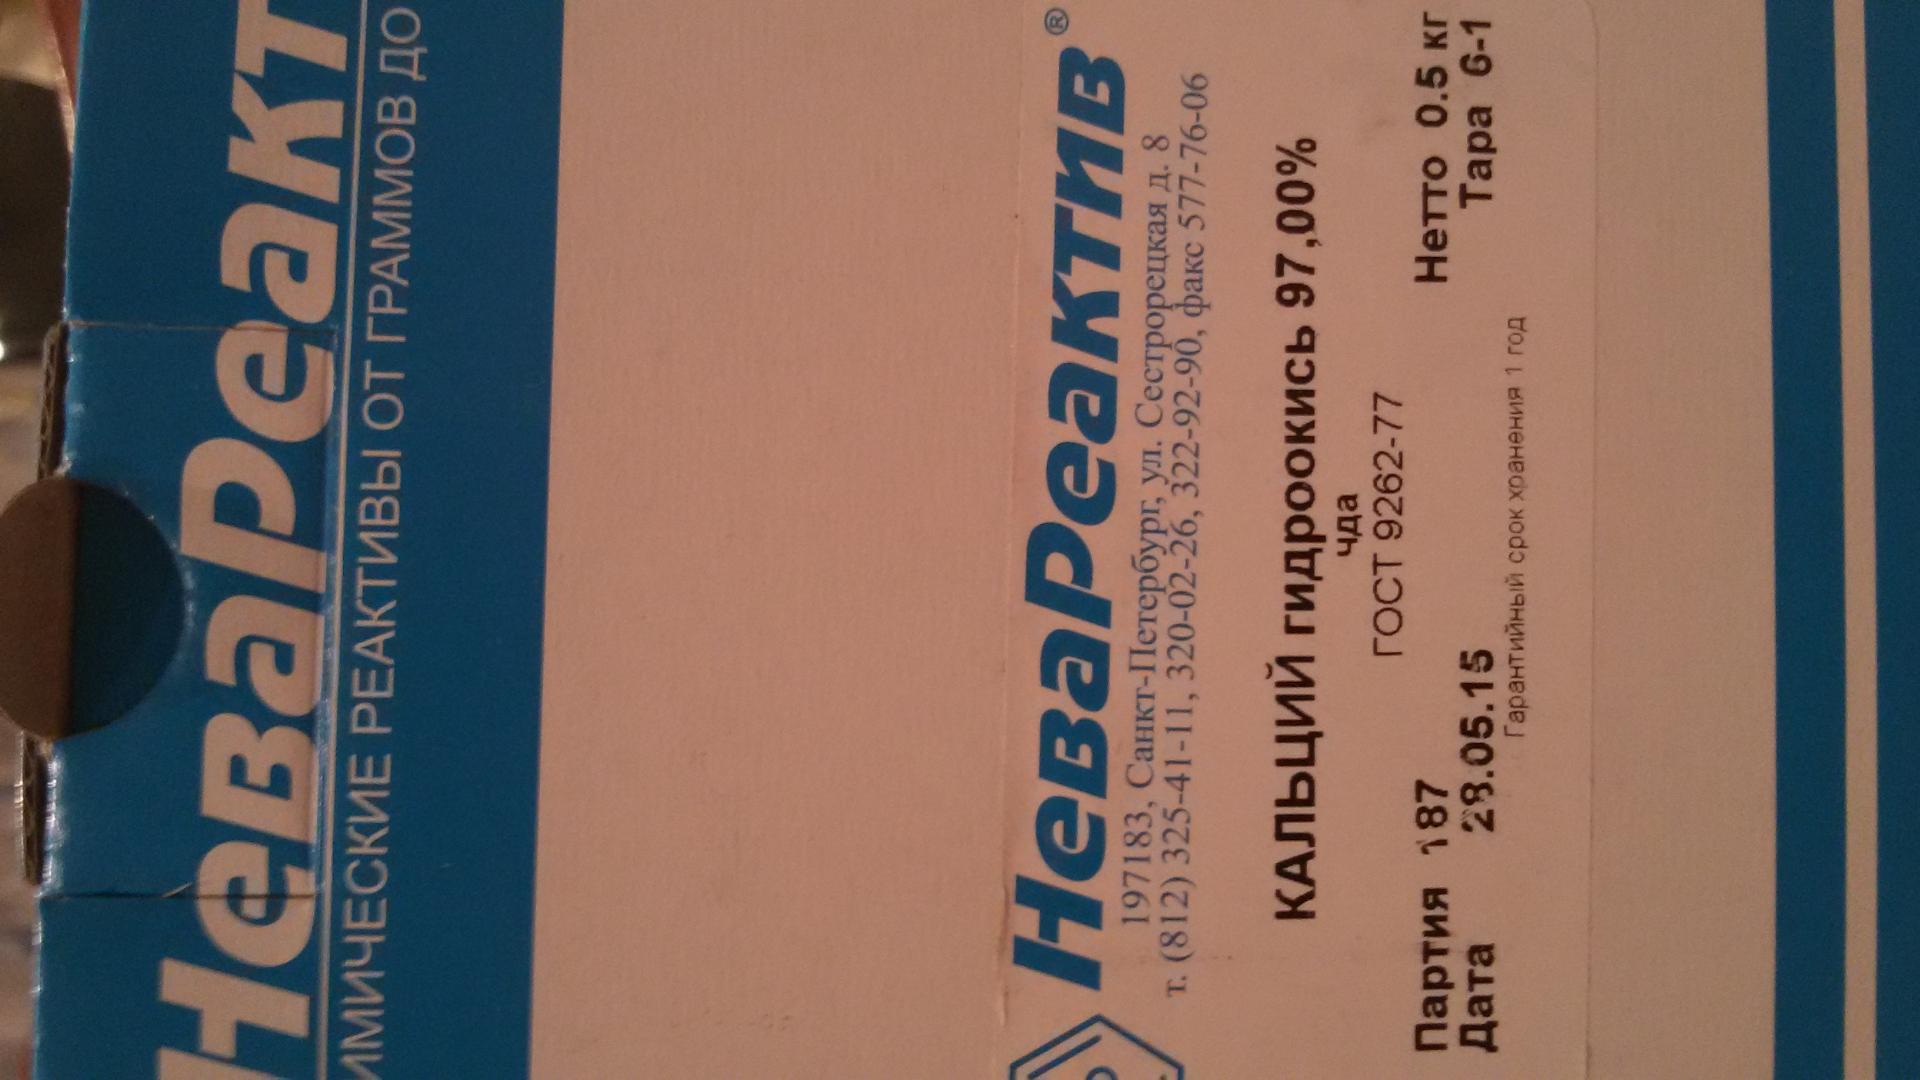 НеваРеакт
ИМИЧЕСКИЕ РЕАКТИВЫ ОТ ГРАММОВ ДО
НеваРеактив®
197183, Санкт-Петербург, ул. Сестрорецкая д. 8
т. (812) 325-41-11, 320-02-26, 322-92-90, факс 577-76-06
КАЛЬЦИЙ гидроокись 97,00%
чда
ГОСТ 9262-77
Партия 187 Нетто 0.5 кг
Дата 28.05.15 Тара 6-1
Гарантийный срок хранения 1 год